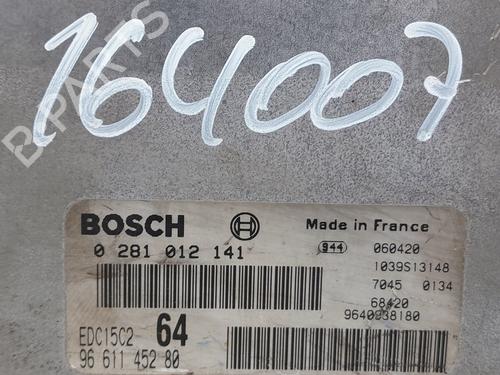 164007
B-PARTS
BOSCH
Made in France
0 281 012 141
944 060420
1039S13148
7045 0134
68420
9640938180
EDC15C2 64
96 611 452 80